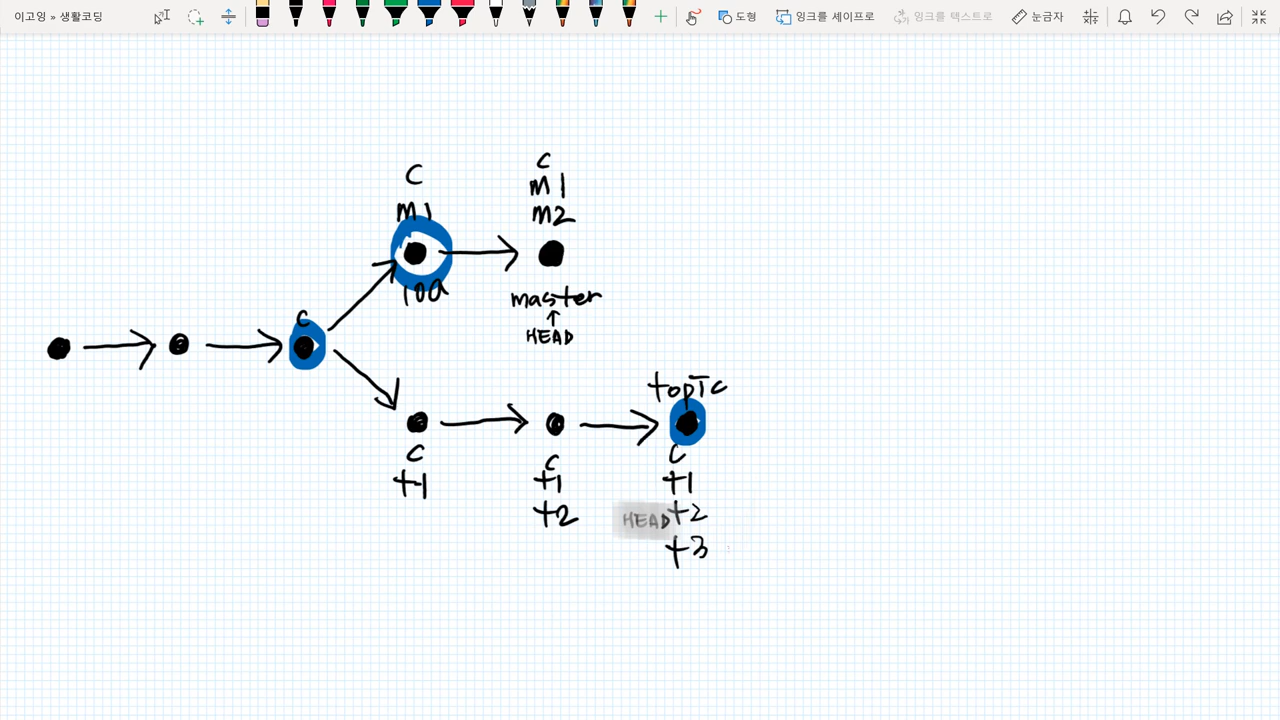 이고잉 » 생활코딩
도형
잉크를 셰이프로
잉크를 텍스트로
눈금자
C
m1
C
m1
m2
100
master
↑
HEAD
C
topic
C
t1
C
t1
t2
C
t1
t2
t3
HEAD